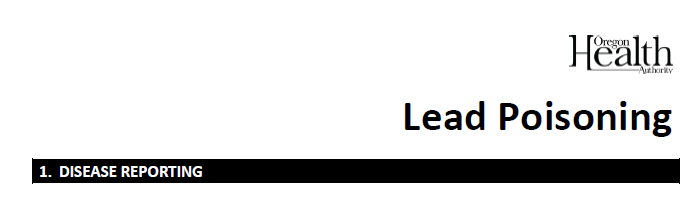 Oregon
Health
Authority
Lead Poisoning
1. DISEASE REPORTING